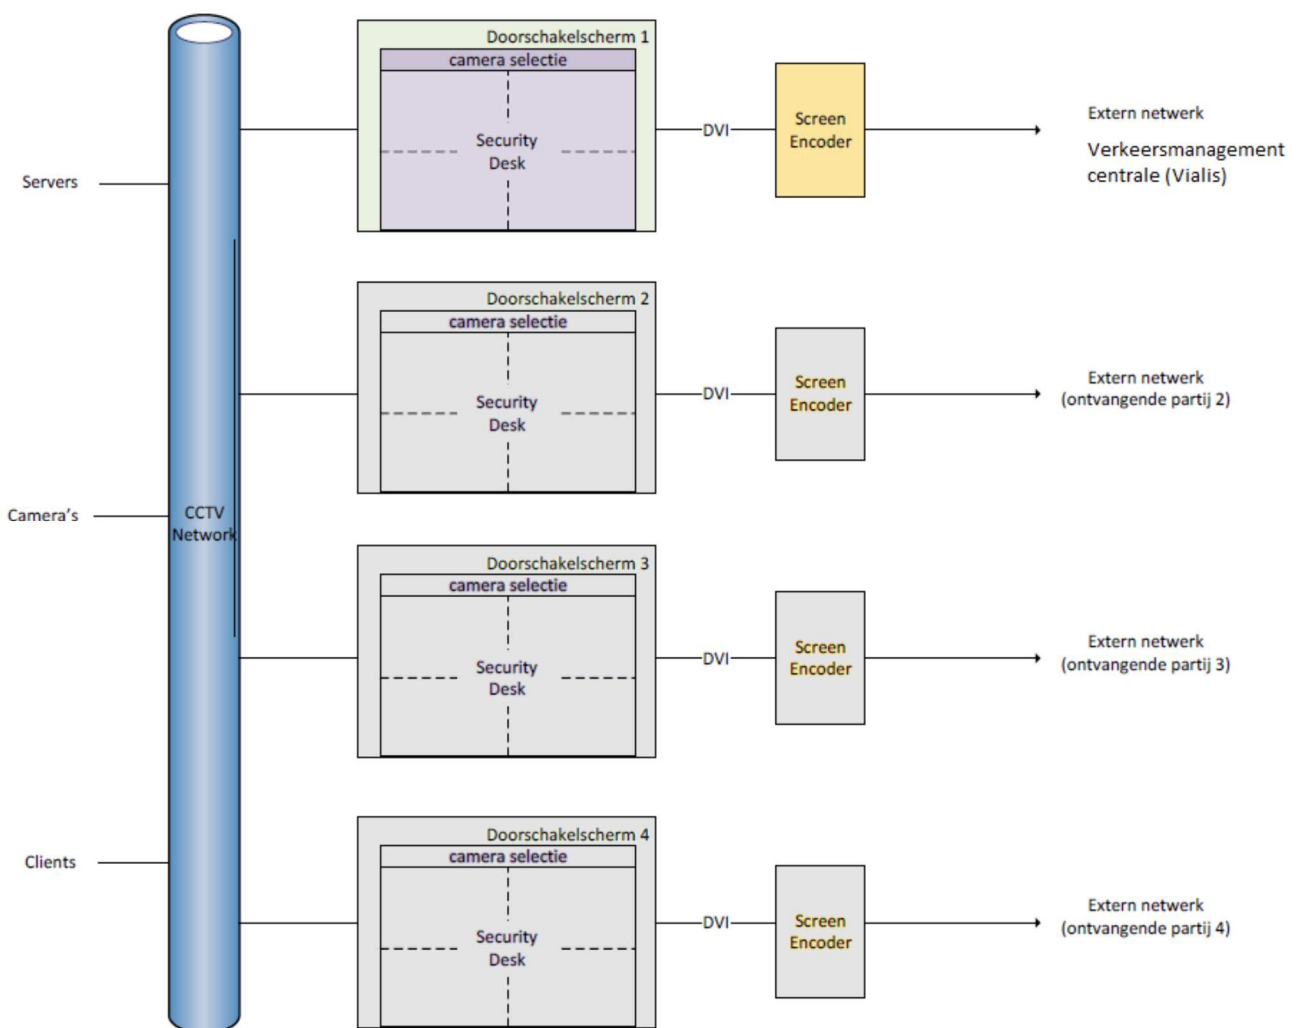 Doorschakelscherm 1
camera selectie
Security
Desk
DVI
Screen
Encoder
Extern netwerk
Verkeersmanagement
centrale (Vialis)
Servers
Doorschakelscherm 2
camera selectie
Security
Desk
DVI
Screen
Encoder
Extern netwerk
(ontvangende partij 2)
Camera's
CCTV
Network
Doorschakelscherm 3
camera selectie
Security
Desk
DVI
Screen
Encoder
Extern netwerk
(ontvangende partij 3)
Clients
Doorschakelscherm 4
camera selectie
Security
Desk
DVI
Screen
Encoder
Extern netwerk
(ontvangende partij 4)